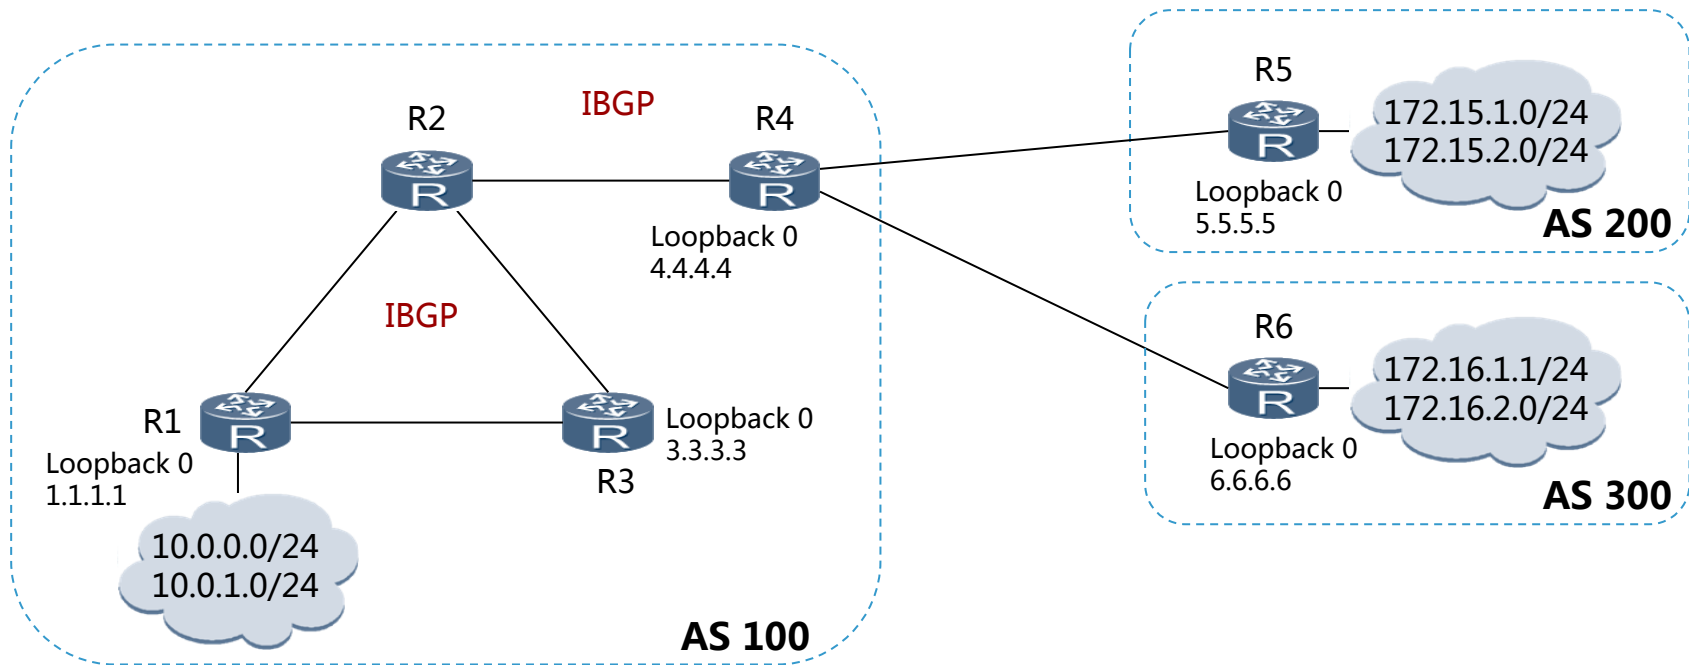 IBGP
R2
R4
R
R
Loopback 0
4.4.4.4
IBGP
R1
R
R
Loopback 0
3.3.3.3
Loopback 0
1.1.1.1
R3
10.0.0.0/24
10.0.1.0/24
AS 100
R5
R
172.15.1.0/24
172.15.2.0/24
Loopback 0
5.5.5.5
AS 200
R6
R
172.16.1.1/24
172.16.2.0/24
Loopback 0
6.6.6.6
AS 300